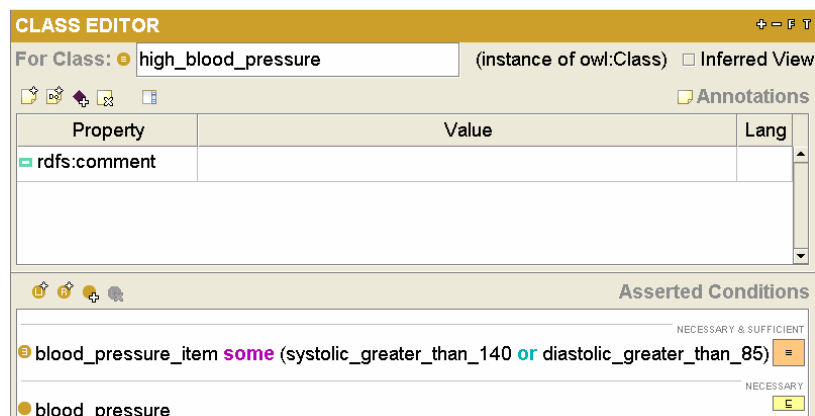 CLASS EDITOR
F T
For Class: high_blood_pressure (instance of owl:Class) Inferred View
Annotations
Property Value Lang
rdfs:comment
Asserted Conditions
NECESSARY & SUFFICIENT
blood_pressure_item some (systolic_greater_than_140 or diastolic_greater_than_85) ≡
NECESSARY
blood_pressure ⊑